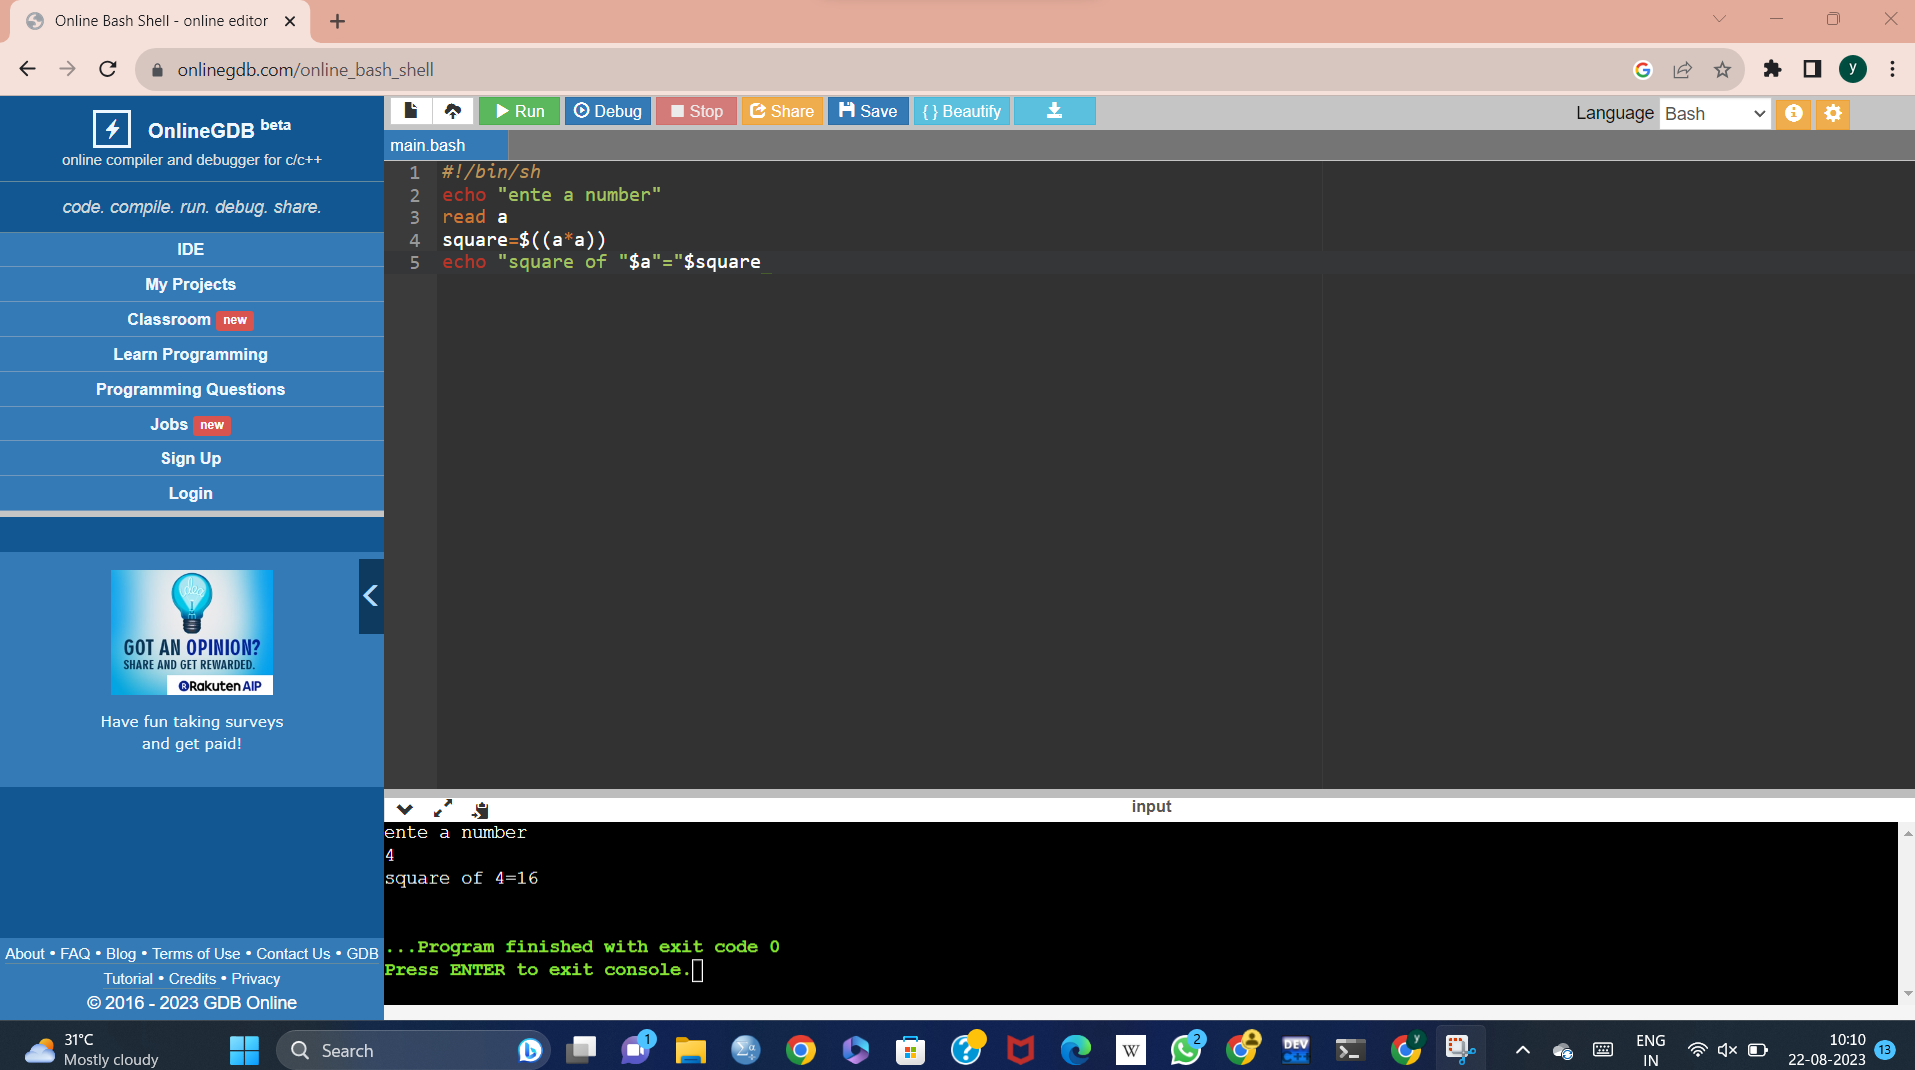 Online Bash Shell - online editor
onlinegdb.com/online_bash_shell
y
OnlineGDB beta
online compiler and debugger for c/c++
code. compile. run. debug. share.
IDE
My Projects
Classroom new
Learn Programming
Programming Questions
Jobs new
Sign Up
Login
idea
GOT AN OPINION?
SHARE AND GET REWARDED.
Rakuten AIP
Have fun taking surveys
and get paid!
About • FAQ • Blog • Terms of Use • Contact Us • GDB
Tutorial • Credits • Privacy
© 2016 - 2023 GDB Online
Run Debug Stop Share Save { } Beautify
Language Bash
main.bash
1 #!/bin/sh
2 echo "ente a number"
3 read a
4 square=$((a*a))
5 echo "square of "$a"="$square
input
ente a number
4
square of 4=16
...Program finished with exit code 0
Press ENTER to exit console.
31°C
Mostly cloudy
Search
1
W
2
DEV
y
ENG
IN
10:10
22-08-2023
13